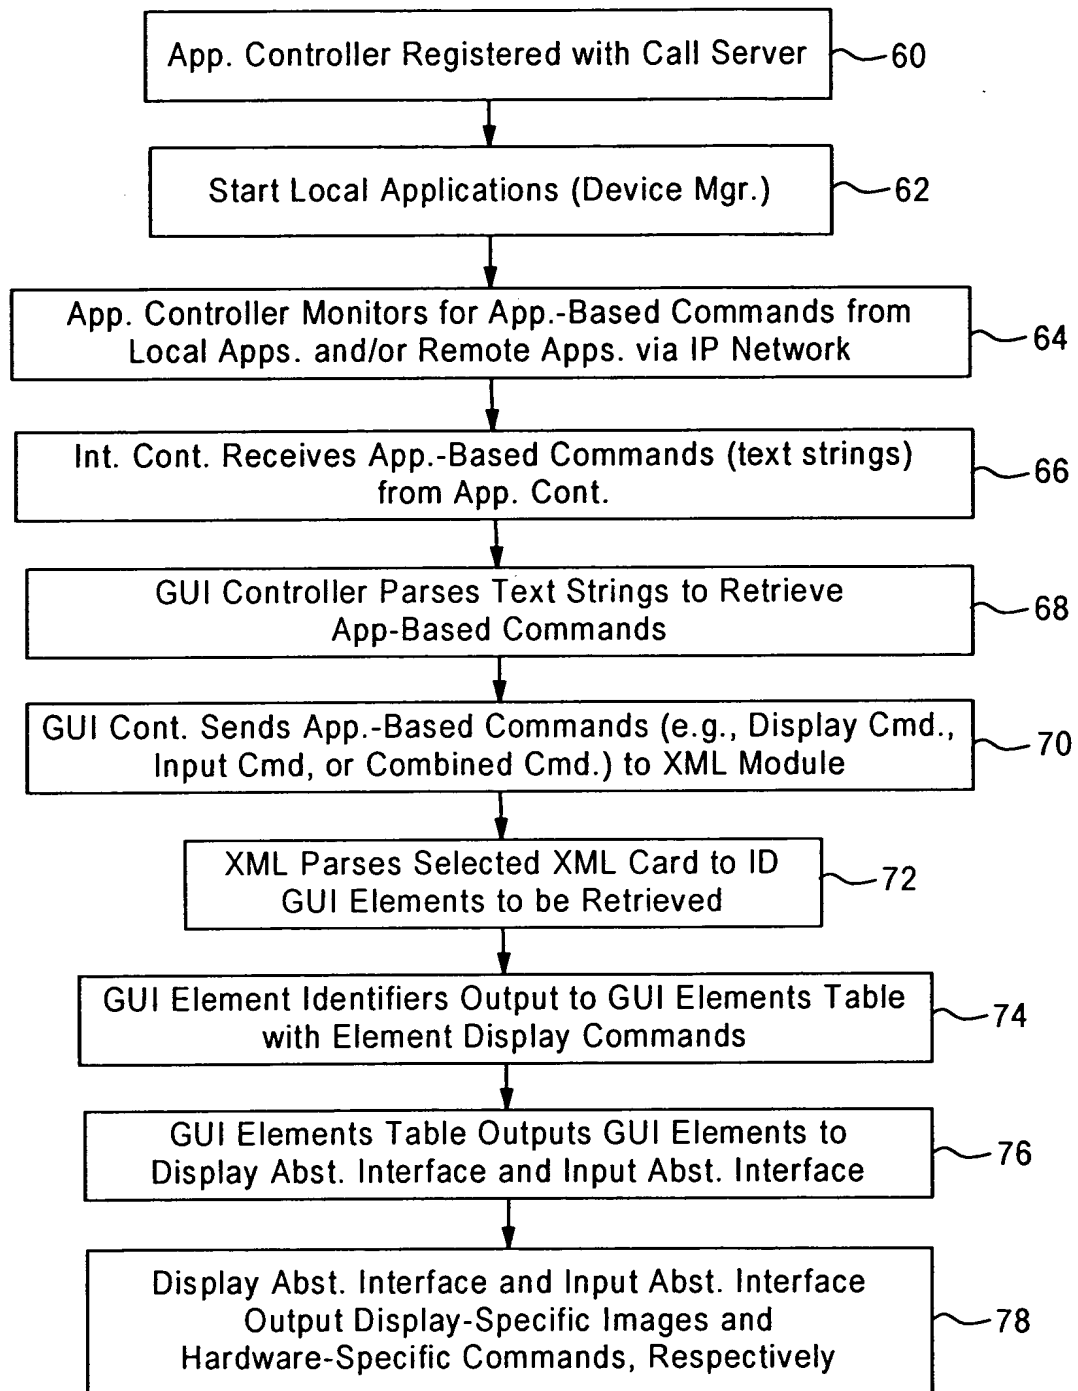 App. Controller Registered with Call Server
60
Start Local Applications (Device Mgr.)
62
App. Controller Monitors for App.-Based Commands from
Local Apps. and/or Remote Apps. via IP Network
64
Int. Cont. Receives App.-Based Commands (text strings)
from App. Cont.
66
GUI Controller Parses Text Strings to Retrieve
App-Based Commands
68
GUI Cont. Sends App.-Based Commands (e.g., Display Cmd.,
Input Cmd, or Combined Cmd.) to XML Module
70
XML Parses Selected XML Card to ID
GUI Elements to be Retrieved
72
GUI Element Identifiers Output to GUI Elements Table
with Element Display Commands
74
GUI Elements Table Outputs GUI Elements to
Display Abst. Interface and Input Abst. Interface
76
Display Abst. Interface and Input Abst. Interface
Output Display-Specific Images and
Hardware-Specific Commands, Respectively
78